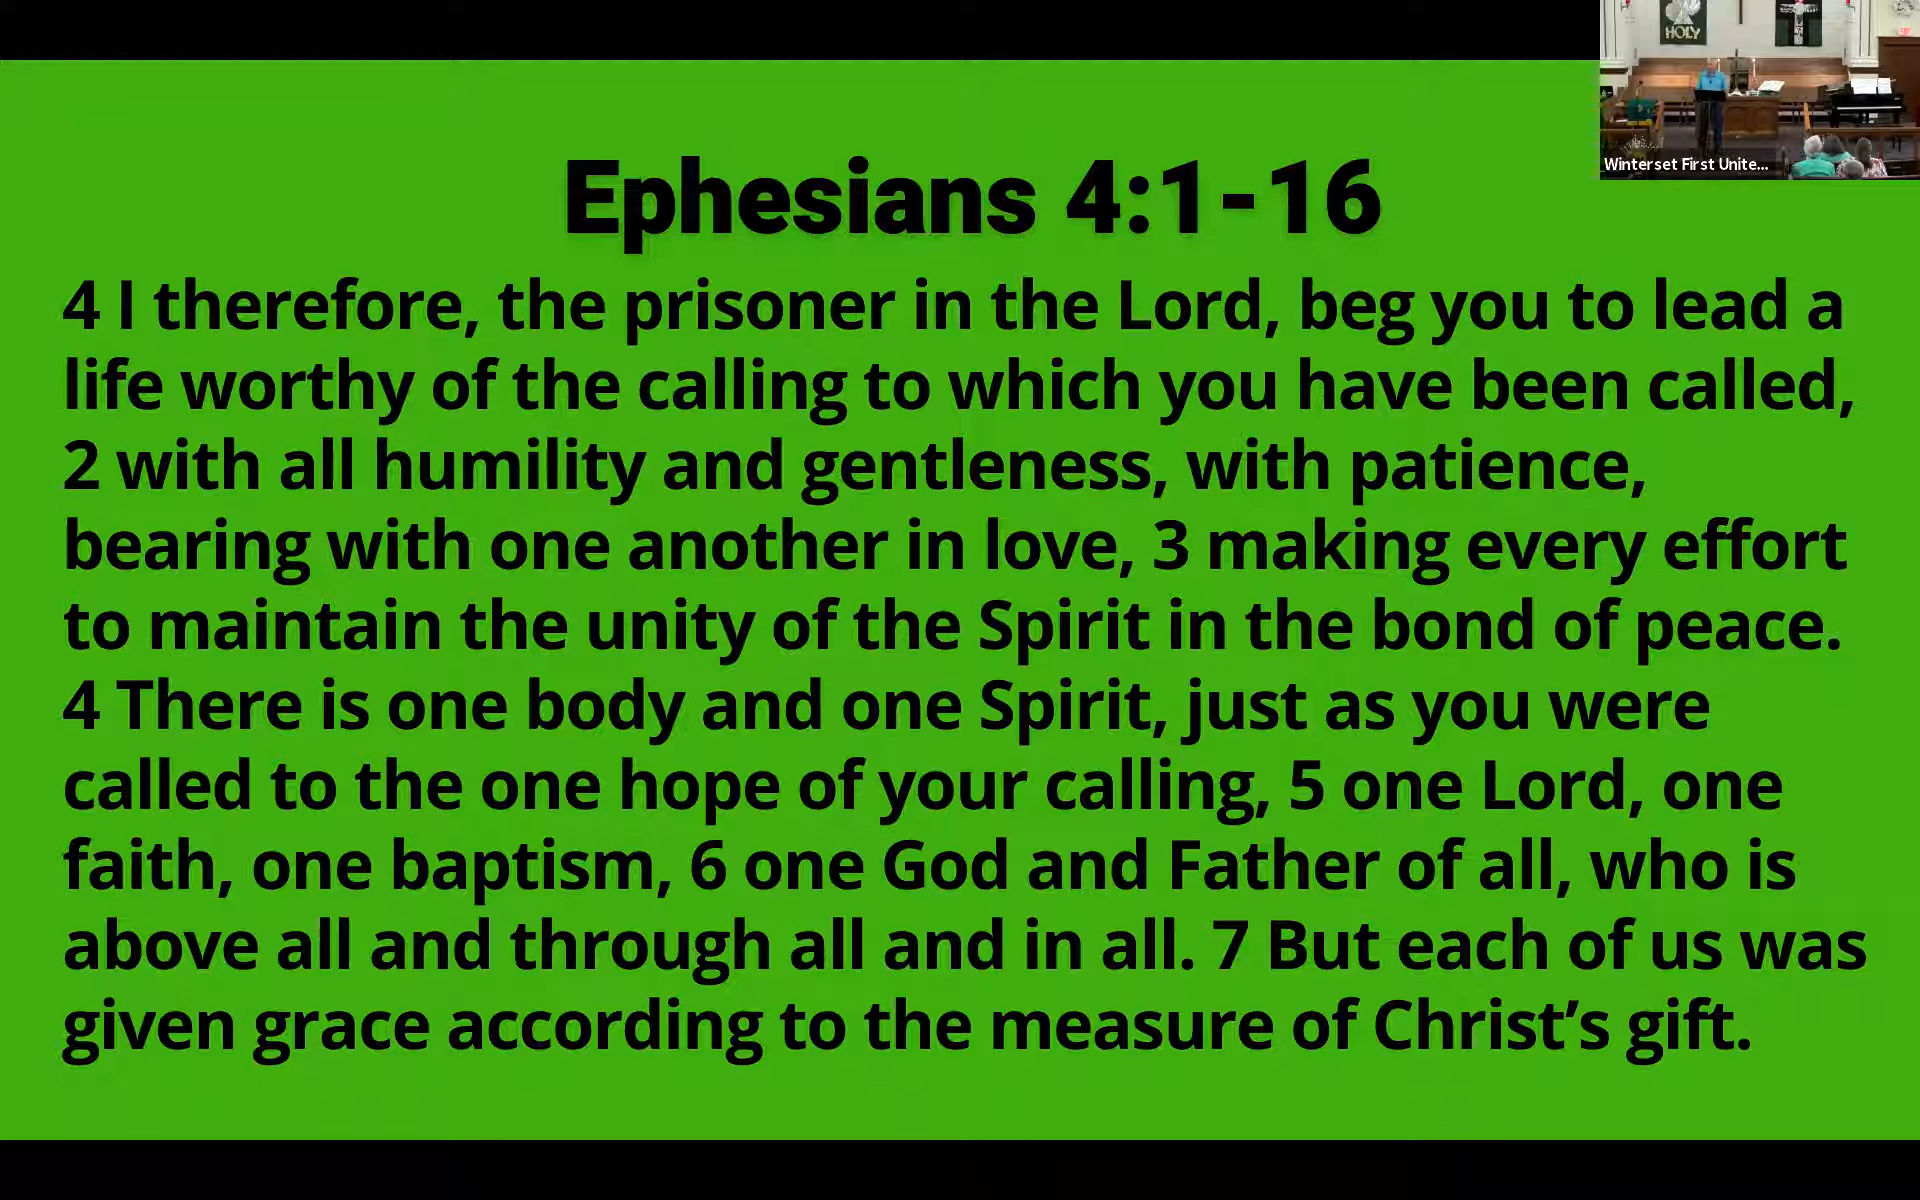 HOLY
Winterset First Unite...
Ephesians 4:1-16
4 I therefore, the prisoner in the Lord, beg you to lead a
life worthy of the calling to which you have been called,
2 with all humility and gentleness, with patience,
bearing with one another in love, 3 making every effort
to maintain the unity of the Spirit in the bond of peace.
4 There is one body and one Spirit, just as you were
called to the one hope of your calling, 5 one Lord, one
faith, one baptism, 6 one God and Father of all, who is
above all and through all and in all. 7 But each of us was
given grace according to the measure of Christ’s gift.